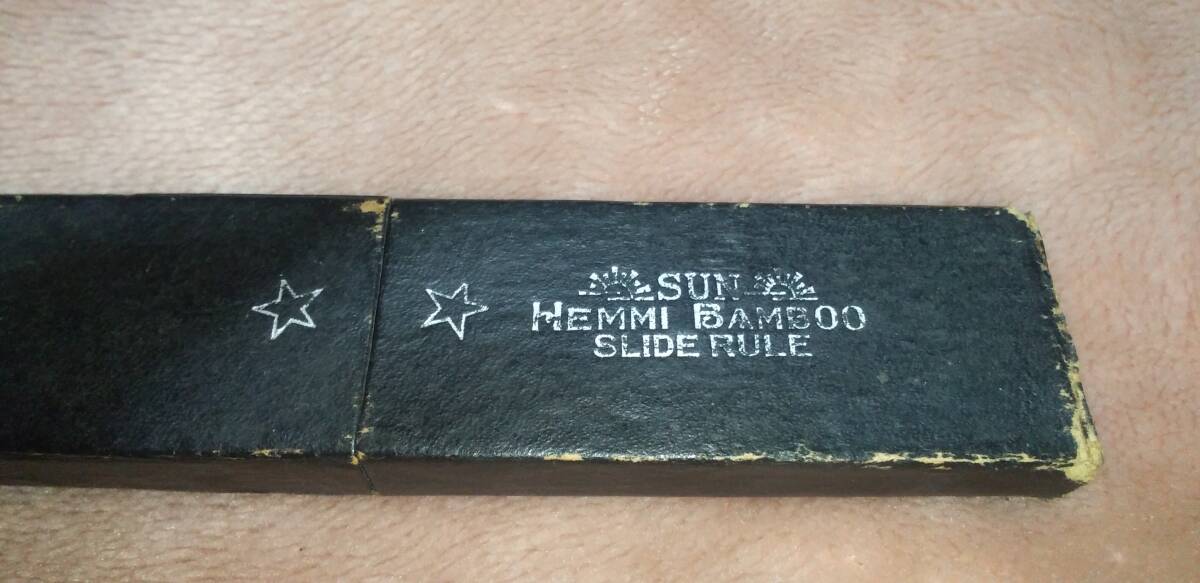 SUN
HEMMI BAMBOO
SLIDE RULE